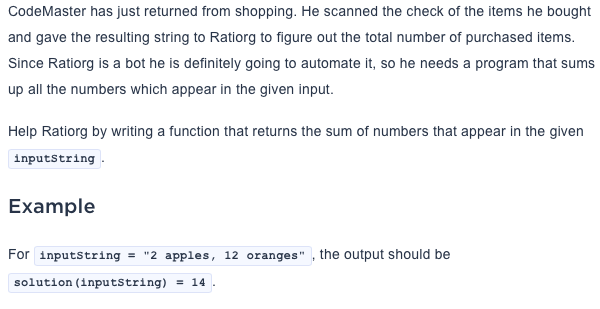 CodeMaster has just returned from shopping. He scanned the check of the items he bought
and gave the resulting string to Ratiorg to figure out the total number of purchased items.
Since Ratiorg is a bot he is definitely going to automate it, so he needs a program that sums
up all the numbers which appear in the given input.
Help Ratiorg by writing a function that returns the sum of numbers that appear in the given
inputString.
Example
For inputString = "2 apples, 12 oranges", the output should be
solution(inputString) = 14.